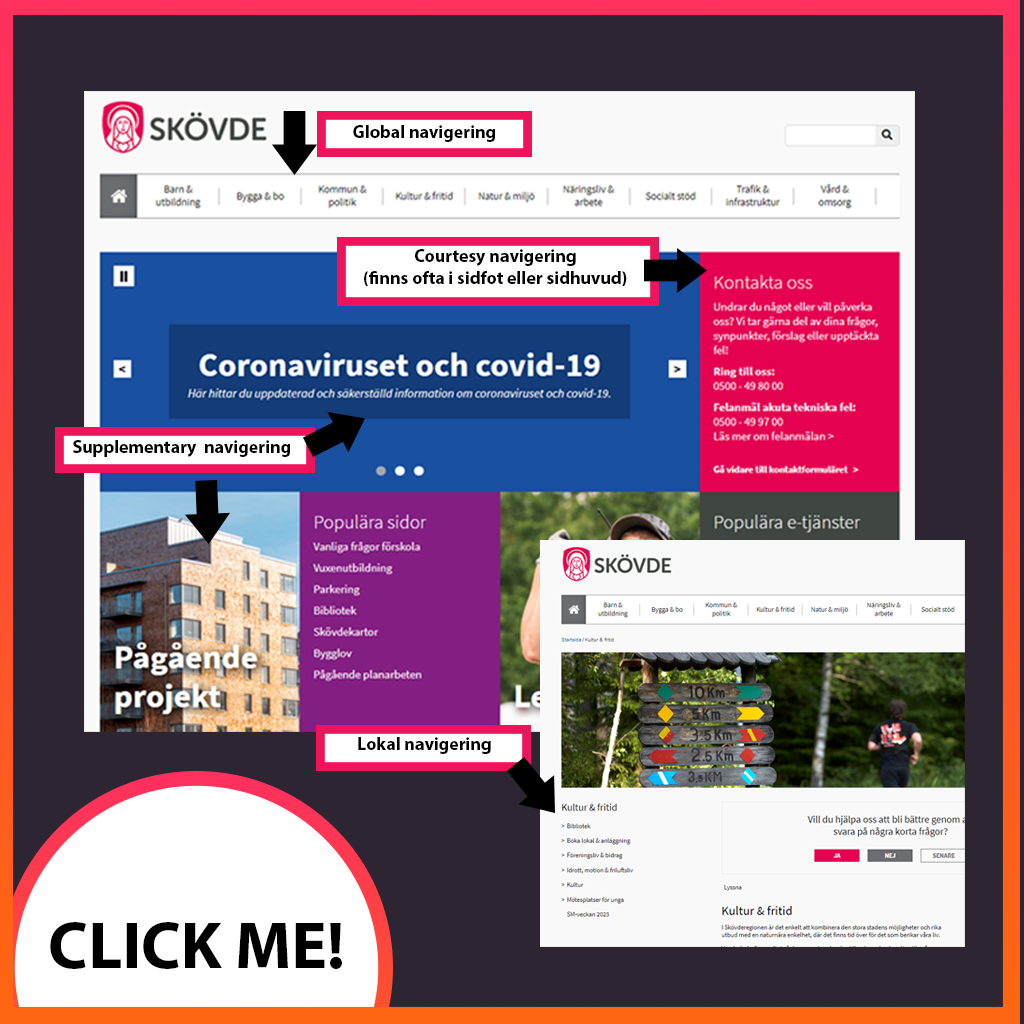 SKÖVDE
Global navigering
Barn &
utbildning
Bygga & bo
Kommun &
politik
Kultur & fritid
Natur & miljö
Näringsliv &
arbete
Socialt stöd
Trafik &
infrastruktur
Vård &
omsorg
Courtesy navigering
(finns ofta i sidfot eller sidhuvud)
Coronaviruset och covid-19
Här hittar du uppdaterad och säkerställd information om coronaviruset och covid-19.
<
>
Kontakta oss
Undrar du något eller vill påverka
oss? Vi tar gärna del av dina frågor,
synpunkter, förslag eller upptäckta
fel!
Ring till oss:
0500 - 49 80 00
Felanmäl akuta tekniska fel:
0500 - 49 97 00
Läs mer om felanmälan >
Gå vidare till kontaktformuläret >
Supplementary navigering
Pågående
projekt
Populära sidor
Vanliga frågor förskola
Vuxenutbildning
Parkering
Bibliotek
Skövdekartor
Bygglov
Pågående planarbeten
Le
Populära e-tjänster
SKÖVDE
Barn &
utbildning
Bygga & bo
Kommun &
politik
Kultur & fritid
Natur & miljö
Näringsliv &
arbete
Socialt stöd
Startsida / Kultur & fritid
10 Km
5 Km
3.5 Km
2.5 Km
3,5 KM
Lokal navigering
Kultur & fritid
> Bibliotek
> Boka lokal & anläggning
> Föreningsliv & bidrag
> Idrott, motion & friluftsliv
> Kultur
> Mötesplatser för unga
SM-veckan 2023
Vill du hjälpa oss att bli bättre genom a
svara på några korta frågor?
JA
NEJ
SENARE
Lyssna
Kultur & fritid
I Skövderegionen är det enkelt att kombinera den stora stadens möjligheter och rika
utbud med en naturnära enkelhet, där det finns tid över för det som berikar våra liv.
CLICK ME!